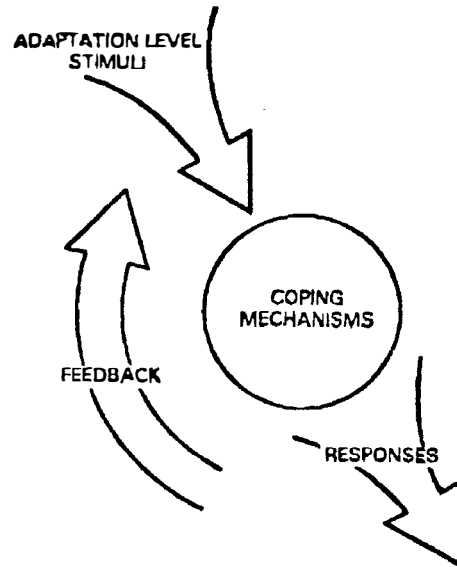 ADAPTATION LEVEL
STIMULI
COPING
MECHANISMS
FEEDBACK
RESPONSES